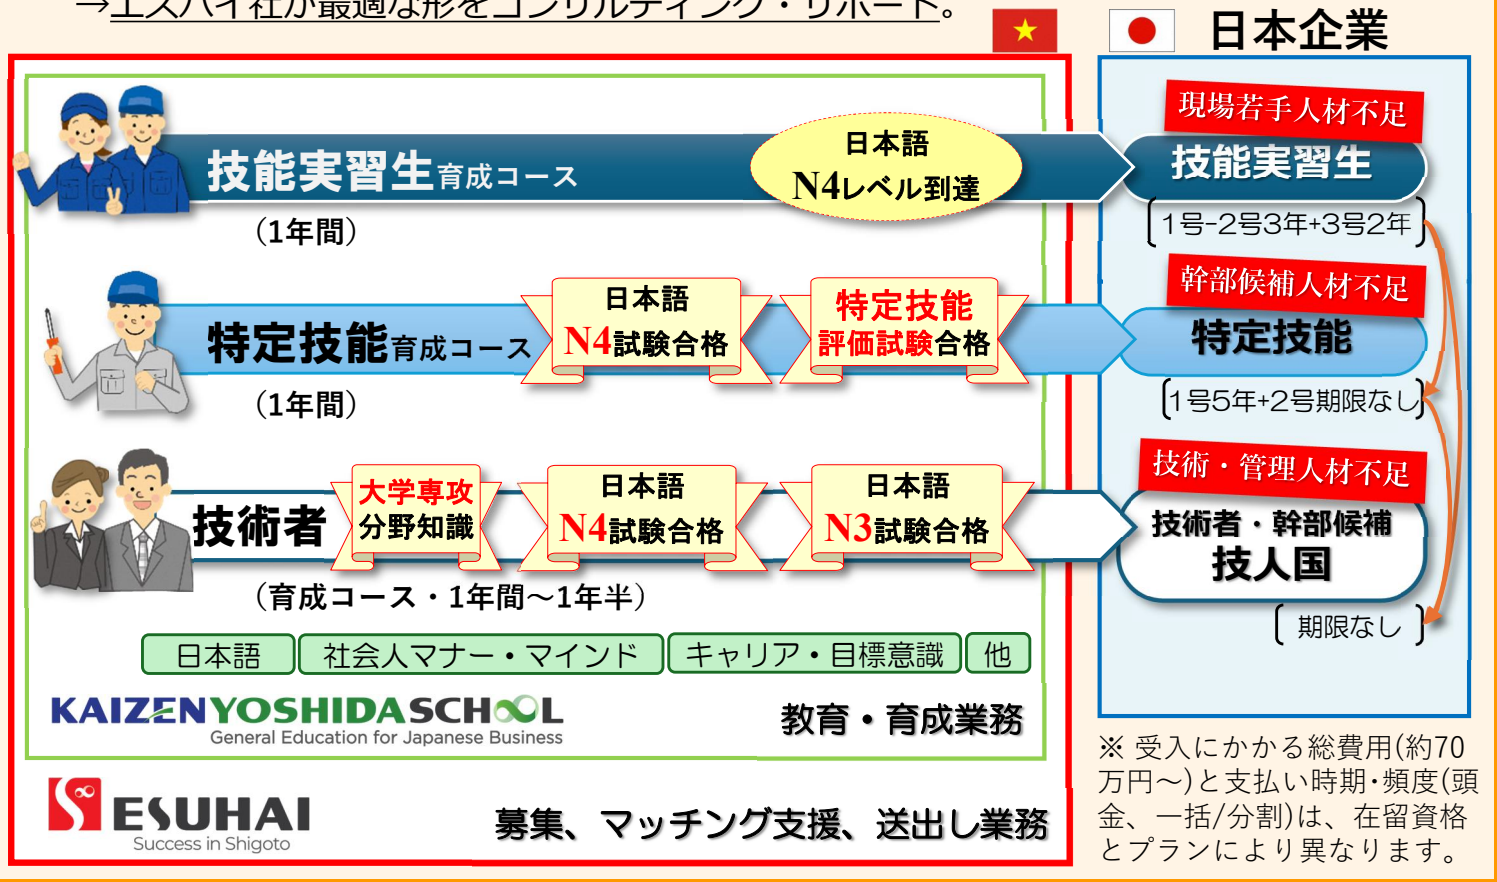 →エスハイ社が最適な形をコンサルティング・サポート。
日本企業
現場若手人材不足
技能実習生育成コース
日本語
N4レベル到達
技能実習生
（1年間）
1号-2号3年+3号2年
幹部候補人材不足
特定技能育成コース
日本語
N4試験合格
特定技能
評価試験合格
特定技能
（1年間）
1号5年+2号期限なし
技術・管理人材不足
技術者
大学専攻
分野知識
日本語
N4試験合格
日本語
N3試験合格
技術者・幹部候補
技人国
（育成コース・1年間～1年半）
期限なし
日本語
社会人マナー・マインド
キャリア・目標意識
他
KAIZEN YOSHIDA SCHOOL
General Education for Japanese Business
教育・育成業務
ESUHAI
Success in Shigoto
募集、マッチング支援、送出し業務
※ 受入にかかる総費用(約70
万円～)と支払い時期･頻度(頭
金、一括/分割)は、在留資格
とプランにより異なります。